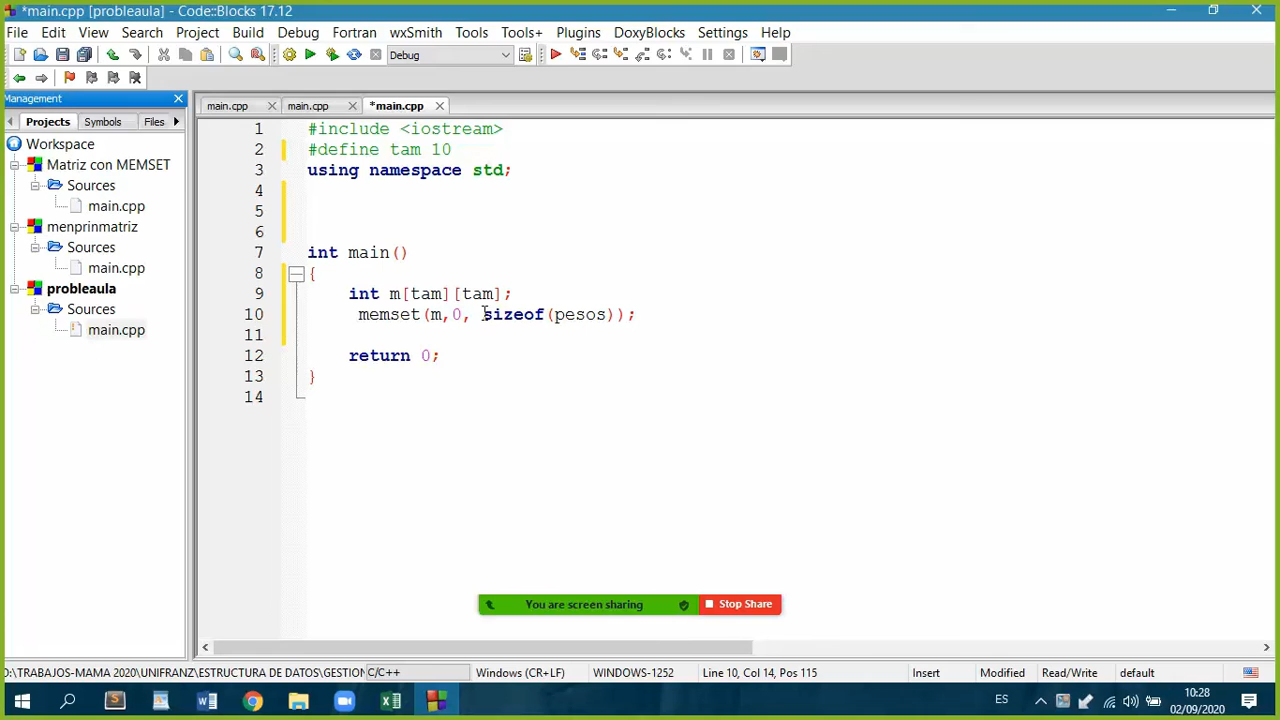 *main.cpp [probleaula] - Code::Blocks 17.12
File Edit View Search Project Build Debug Fortran wxSmith Tools Tools+ Plugins DoxyBlocks Settings Help
Debug
Management
Projects Symbols Files
Workspace
Matriz con MEMSET
Sources
main.cpp
menprinmatriz
Sources
main.cpp
probleaula
Sources
main.cpp
main.cpp main.cpp *main.cpp
1 #include <iostream>
2 #define tam 10
3 using namespace std;
4
5
6
7 int main()
8 {
9 int m[tam][tam];
10 memset(m,0, sizeof(pesos));
11
12 return 0;
13 }
14
You are screen sharing Stop Share
D:\TRABAJOS-MAMA 2020\UNIFRANZ\ESTRUCTURA DE DATOS\GESTION C/C++ Windows (CR+LF) WINDOWS-1252 Line 10, Col 14, Pos 115 Insert Modified Read/Write default
ES 10:28
02/09/2020